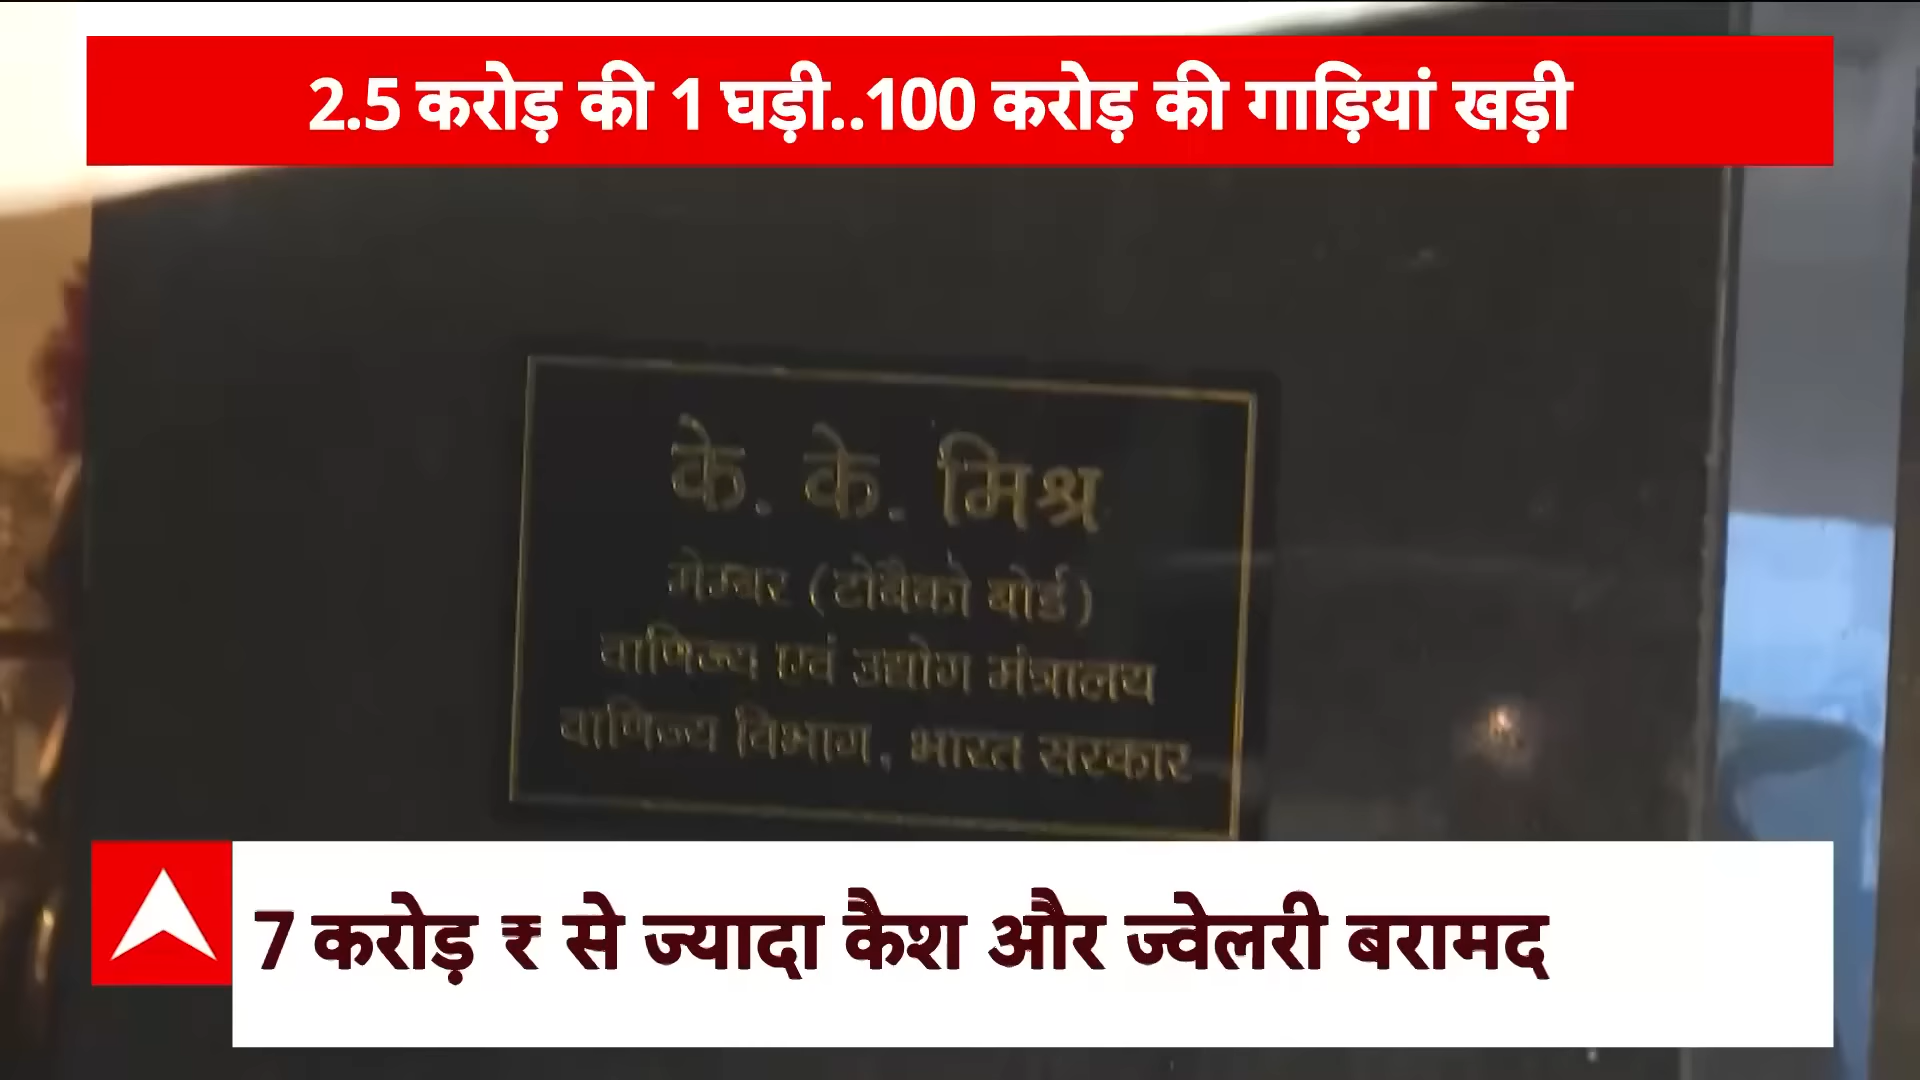 2.5 करोड़ की 1 घड़ी..100 करोड़ की गाड़ियां खड़ी
के. के. मिश्र
मेम्बर (टोबैको बोर्ड)
वाणिज्य एवं उद्योग मंत्रालय
वाणिज्य विभाग, भारत सरकार
7 करोड़ ₹ से ज्यादा कैश और ज्वेलरी बरामद